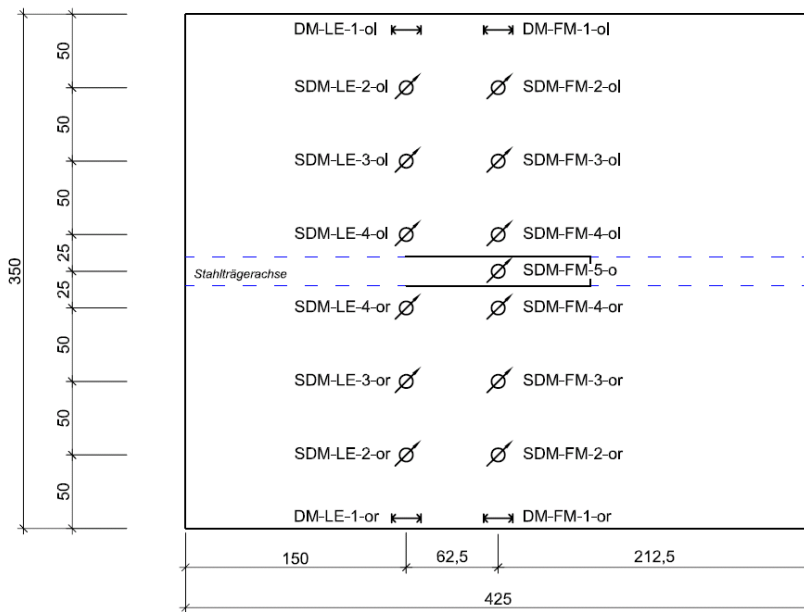 DM-LE-1-ol DM-FM-1-ol
50
SDM-LE-2-ol SDM-FM-2-ol
50
SDM-LE-3-ol SDM-FM-3-ol
50
SDM-LE-4-ol SDM-FM-4-ol
25
350 Stahlträgerachse SDM-FM-5-o
25
SDM-LE-4-or SDM-FM-4-or
50
SDM-LE-3-or SDM-FM-3-or
50
SDM-LE-2-or SDM-FM-2-or
50
DM-LE-1-or DM-FM-1-or
150 62,5 212,5
425